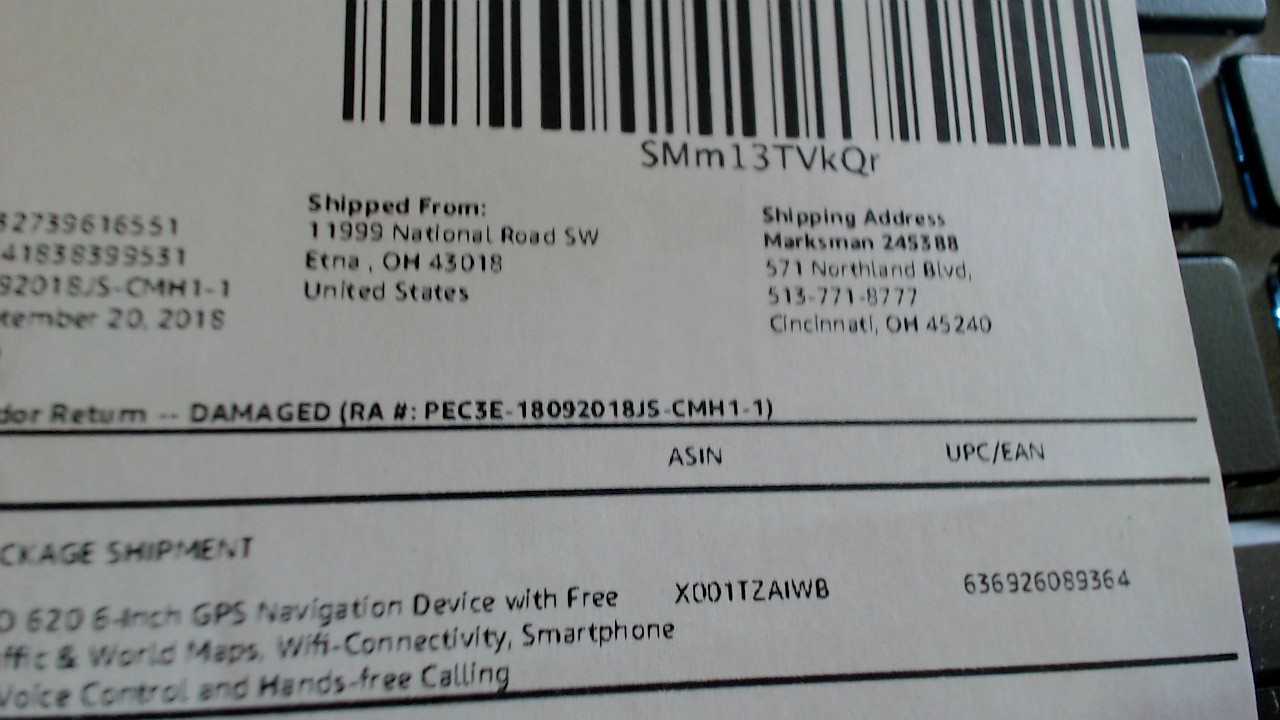 SMm13TVkQr
32739616551
41838399531
92018JS-CMH1-1
tember 20, 2018
Shipped From:
11999 National Road SW
Etna , OH 43018
United States
Shipping Address
Marksman 245388
571 Northland Blvd,
513-771-8777
Cincinnati, OH 45240
dor Return -- DAMAGED (RA #: PEC3E-18092018JS-CMH1-1)
ASIN UPC/EAN
CKAGE SHIPMENT
O 620 6-Inch GPS Navigation Device with Free X001TZAIWB 636926089364
ffic & World Maps, Wifi-Connectivity, Smartphone
Voice Control and Hands-free Calling